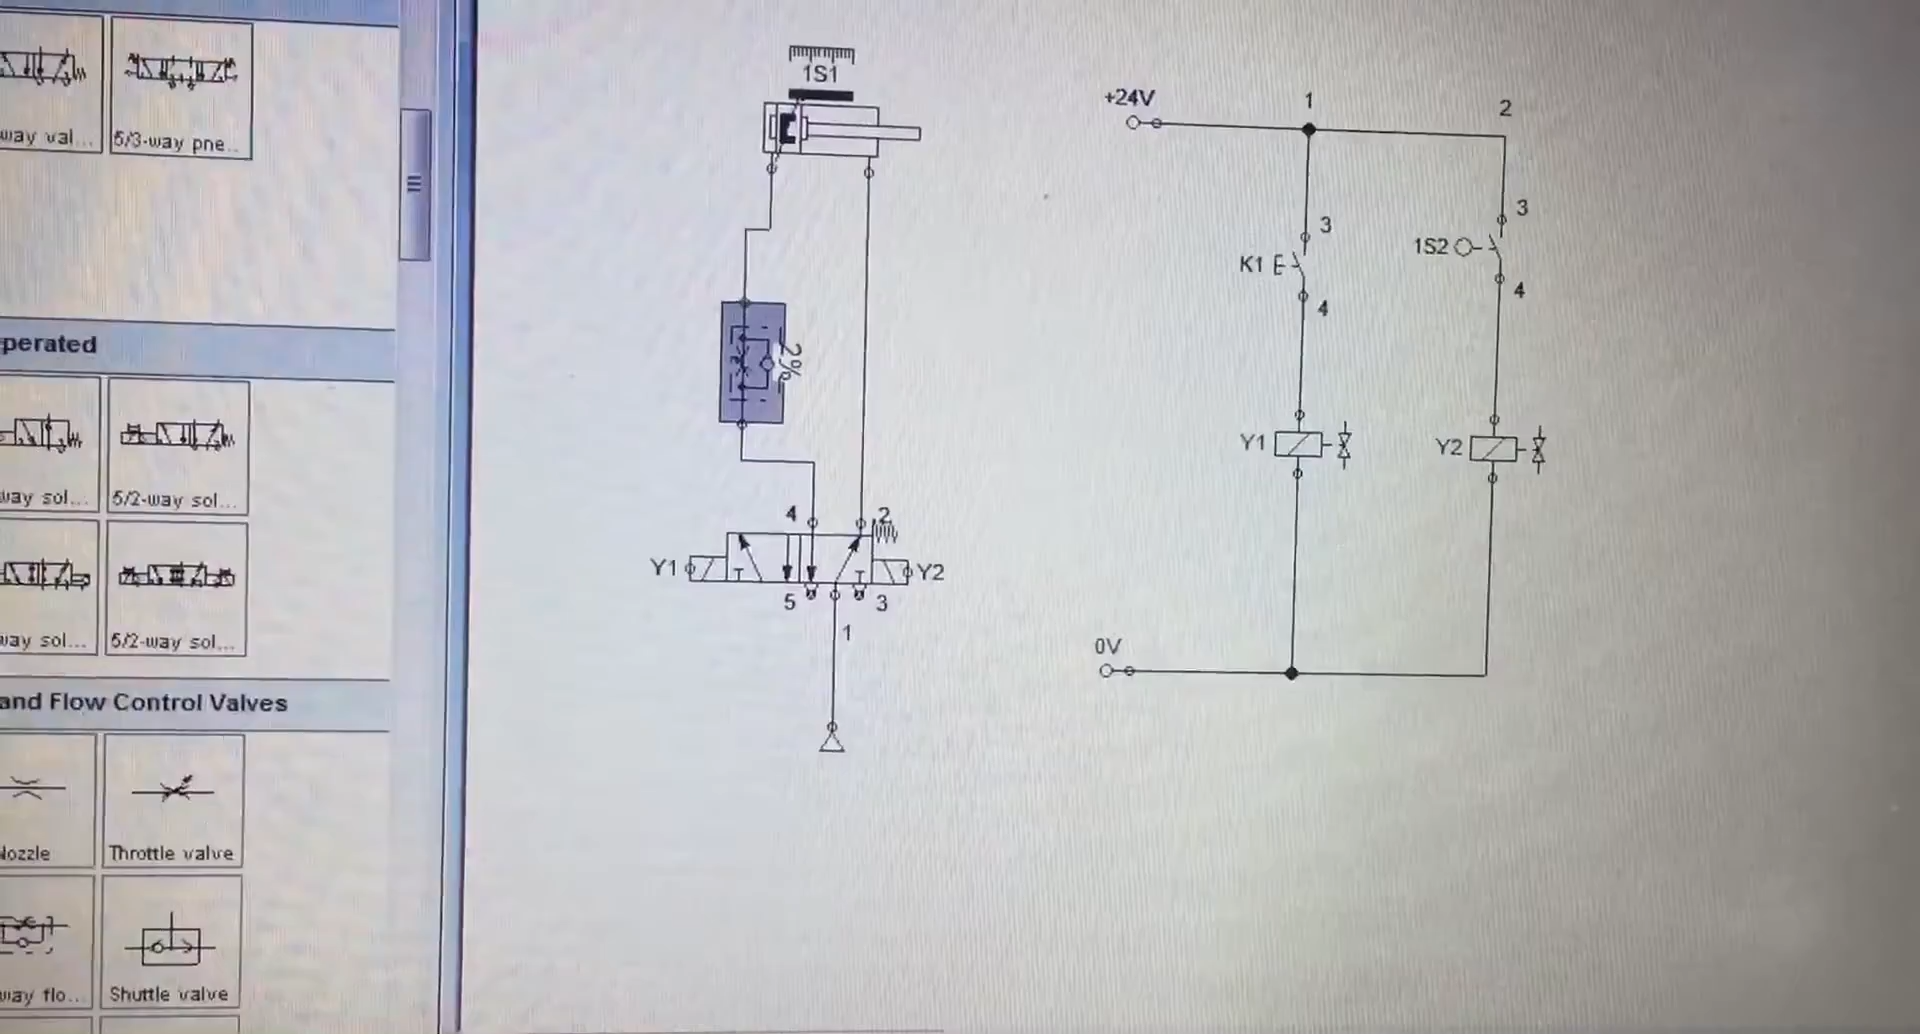 way val...
5/3-way pne...
perated
way sol...
5/2-way sol...
way sol...
5/2-way sol...
and Flow Control Valves
Nozzle
Throttle valve
way flo...
Shuttle valve
1S1
2%
4
2
Y1
Y2
5
3
1
+24V
1
2
3
3
K1
1S2
4
4
Y1
Y2
0V